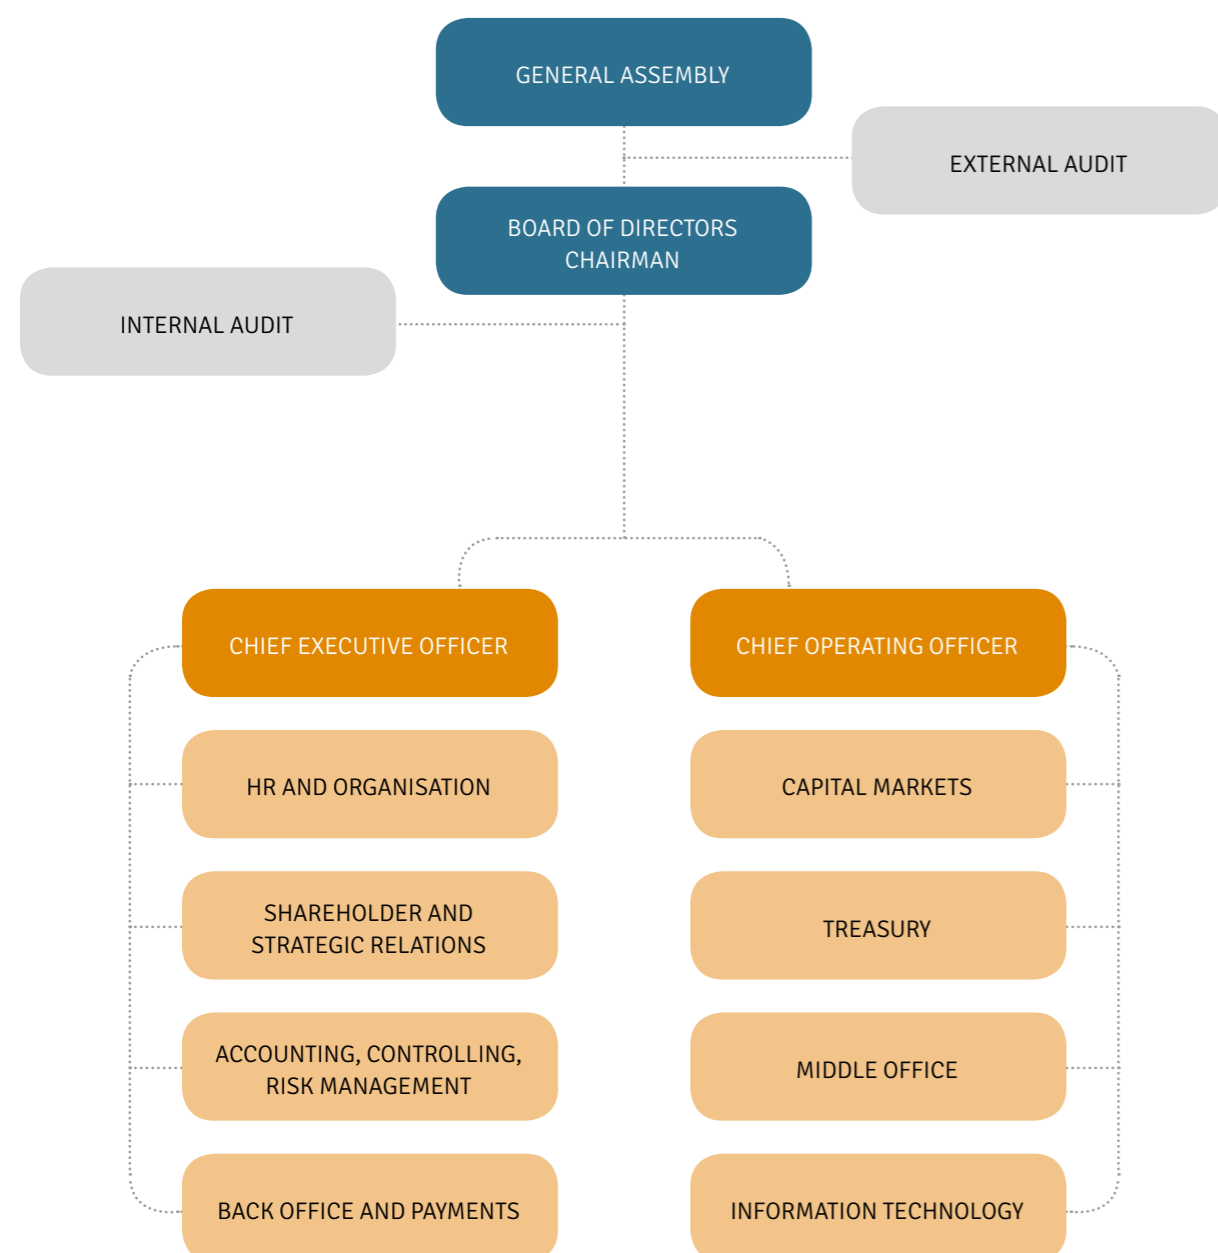 GENERAL ASSEMBLY
EXTERNAL AUDIT
BOARD OF DIRECTORS
CHAIRMAN
INTERNAL AUDIT
CHIEF EXECUTIVE OFFICER
HR AND ORGANISATION
SHAREHOLDER AND
STRATEGIC RELATIONS
ACCOUNTING, CONTROLLING,
RISK MANAGEMENT
BACK OFFICE AND PAYMENTS
CHIEF OPERATING OFFICER
CAPITAL MARKETS
TREASURY
MIDDLE OFFICE
INFORMATION TECHNOLOGY